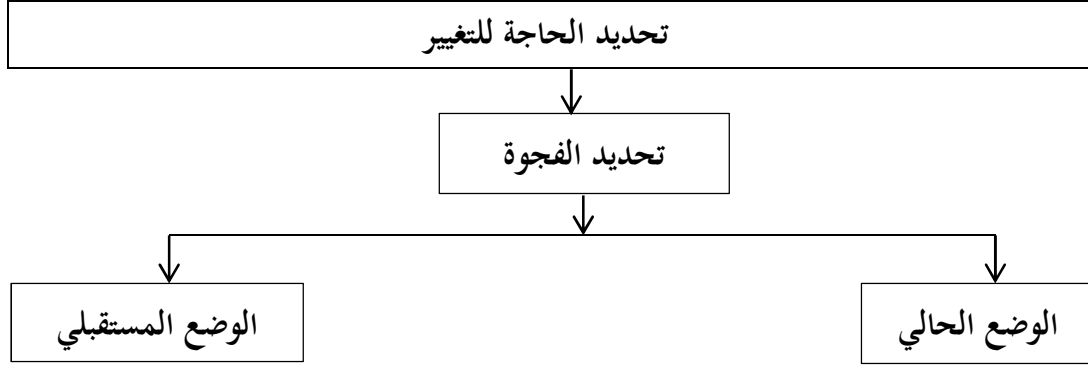 تحديد الحاجة للتغيير
تحديد الفجوة
الوضع الحالي
الوضع المستقبلي